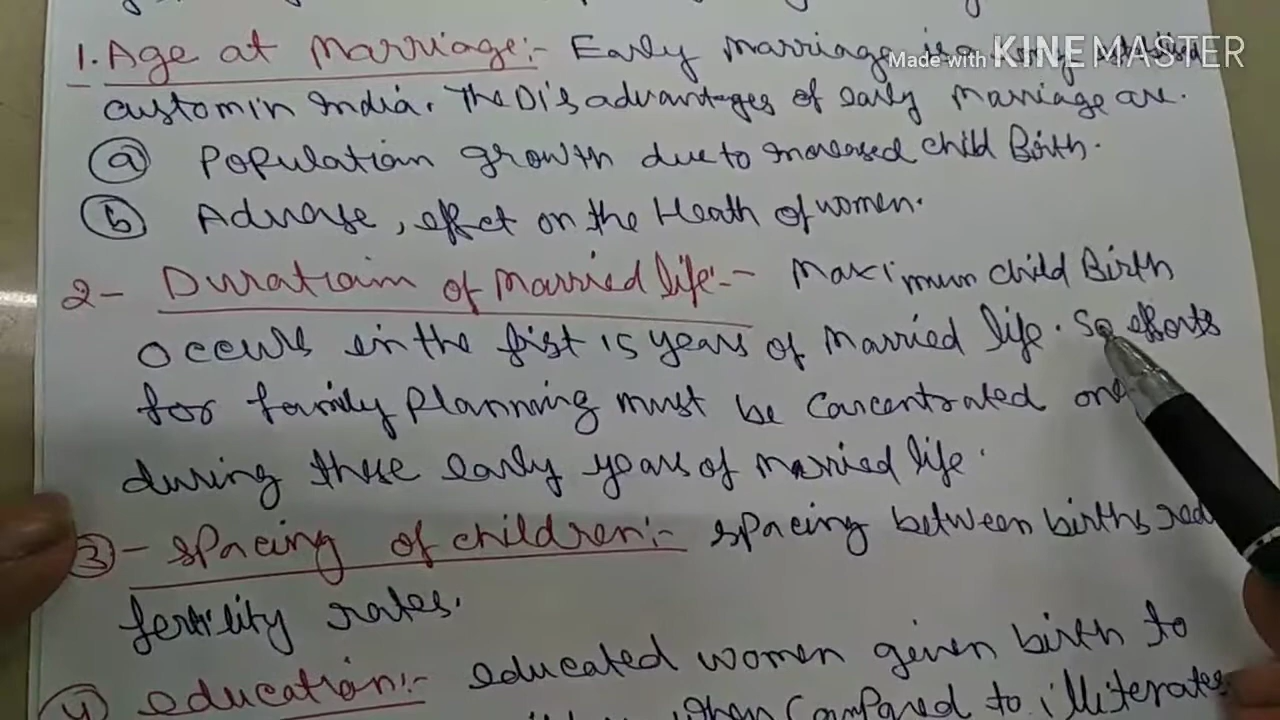 1. Age at Marriage:- Early Marriage is a
Made with KINEMASTER
custom in India. The Disadvantages of early Marriage are.
(a) Population growth due to increased child Birth.
(b) Adverse, effect on the Heath of women.
2- Duration of Married life:- Maximum child Birth
occurs in the first 15 years of Married life. So efforts
for family Planning must be Concentrated
during these early years of married life.
(3)- spacing of children:- spacing between births red
fertility rates.
(4) education:- educated women given birth to
when Compared to illiterates